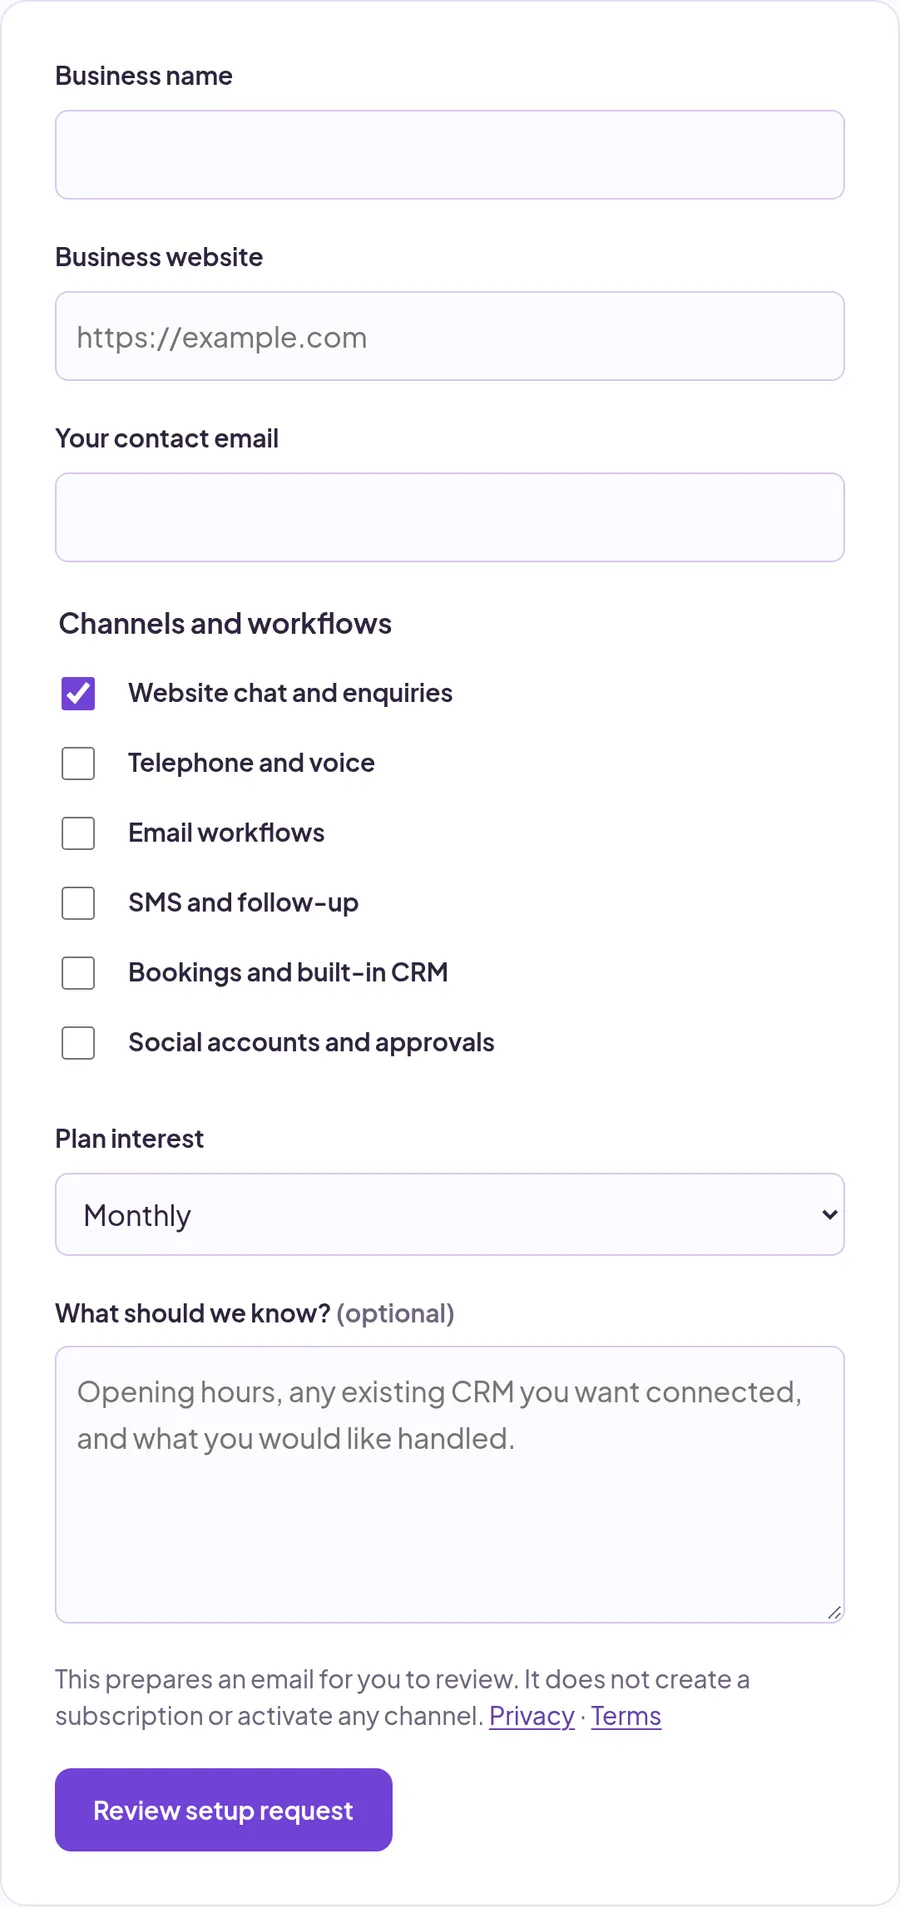 Business name
Business website
https://example.com
Your contact email
Channels and workflows
Website chat and enquiries
Telephone and voice
Email workflows
SMS and follow-up
Bookings and built-in CRM
Social accounts and approvals
Plan interest
Monthly
What should we know? (optional)
Opening hours, any existing CRM you want connected,
and what you would like handled.
This prepares an email for you to review. It does not create a
subscription or activate any channel. Privacy · Terms
Review setup request